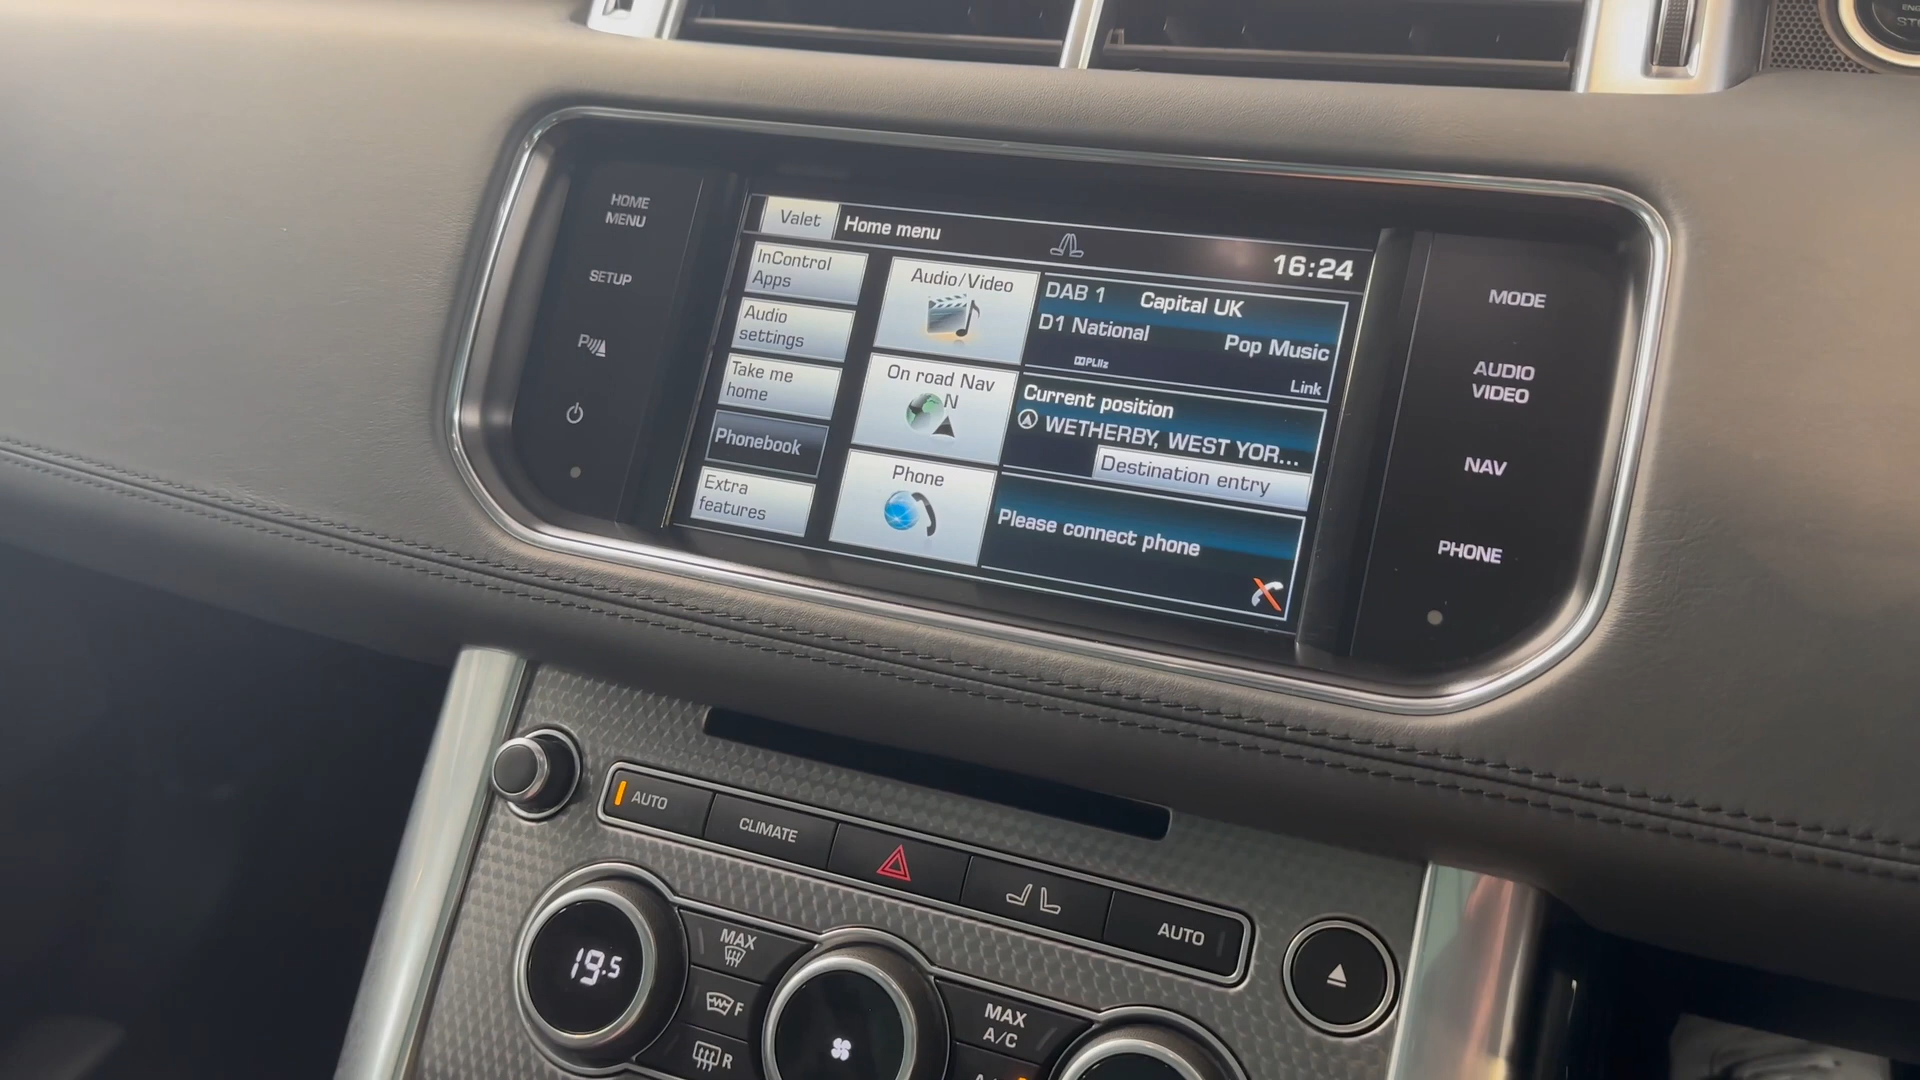 HOME
MENU
SETUP
P
Valet
Home menu
16:24
InControl
Apps
Audio
settings
Take me
home
Phonebook
Extra
features
Audio/Video
On road Nav
N
Phone
DAB 1
Capital UK
D1 National
Pop Music
Link
Current position
WETHERBY, WEST YOR...
Destination entry
Please connect phone
MODE
AUDIO
VIDEO
NAV
PHONE
AUTO
CLIMATE
AUTO
19.5
MAX
F
R
MAX
A/C